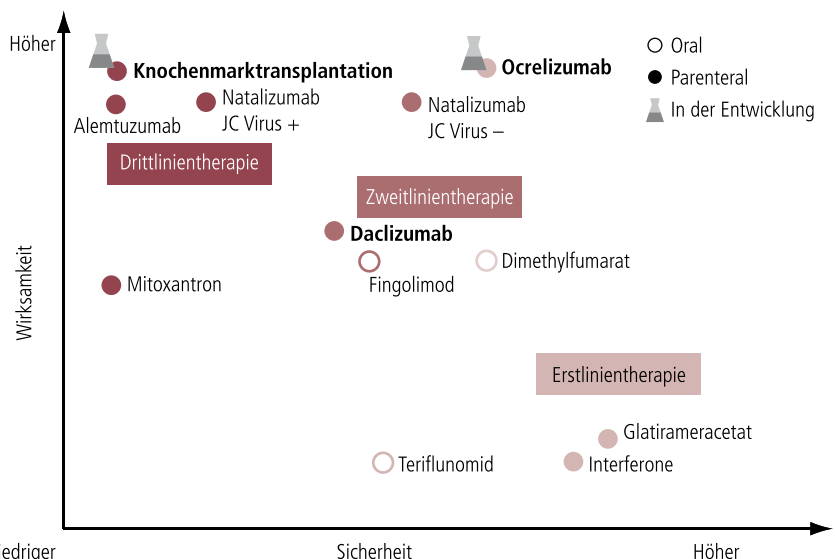 Höher
Knochenmarktransplantation
Ocrelizumab
Oral
Parenteral
In der Entwicklung
Alemtuzumab
Natalizumab
JC Virus +
Natalizumab
JC Virus –
Drittlinientherapie
Zweitlinientherapie
Daclizumab
Fingolimod
Dimethylfumarat
Mitoxantron
Wirksamkeit
Erstlinientherapie
Glatirameracetat
Interferone
Teriflunomid
iedriger
Sicherheit
Höher